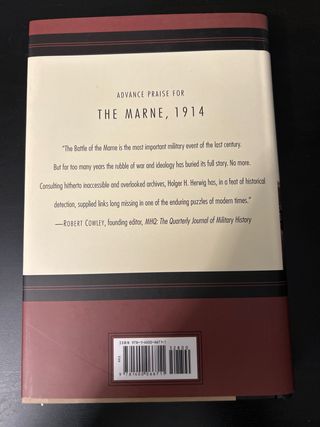 ADVANCE PRAISE FOR
THE MARNE, 1914
"The Battle of the Marne is the most important military event of the last century.
But for too many years the rubble of war and ideology has buried its full story. No more.
Consulting hitherto inaccessible and overlooked archives, Holger H. Herwig has, in a feat of historical
detection, supplied links long missing in one of the enduring puzzles of modern times."
—ROBERT COWLEY, founding editor, MHQ: The Quarterly Journal of Military History
52800
9 781400 066711